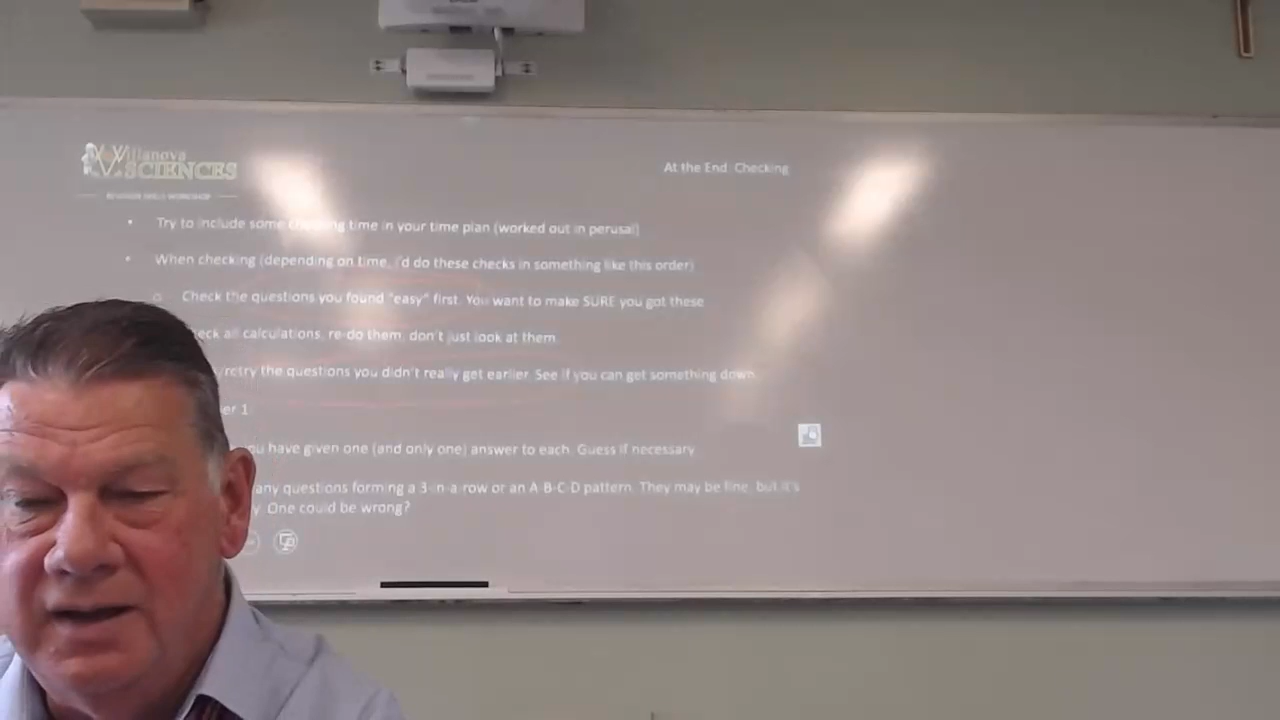 Villanova
SCIENCES
At the End: Checking
• Try to include some checking time in your time plan (worked out in perusal)
• When checking (depending on time, I'd do these checks in something like this order)
o Check the questions you found "easy" first. You want to make SURE you got these
eck all calculations, re-do them, don't just look at them.
/retry the questions you didn't really get earlier. See if you can get something down.
er 1
ou have given one (and only one) answer to each. Guess if necessary
any questions forming a 3-in-a-row or an A-B-C-D pattern. They may be fine, but it's
y. One could be wrong?